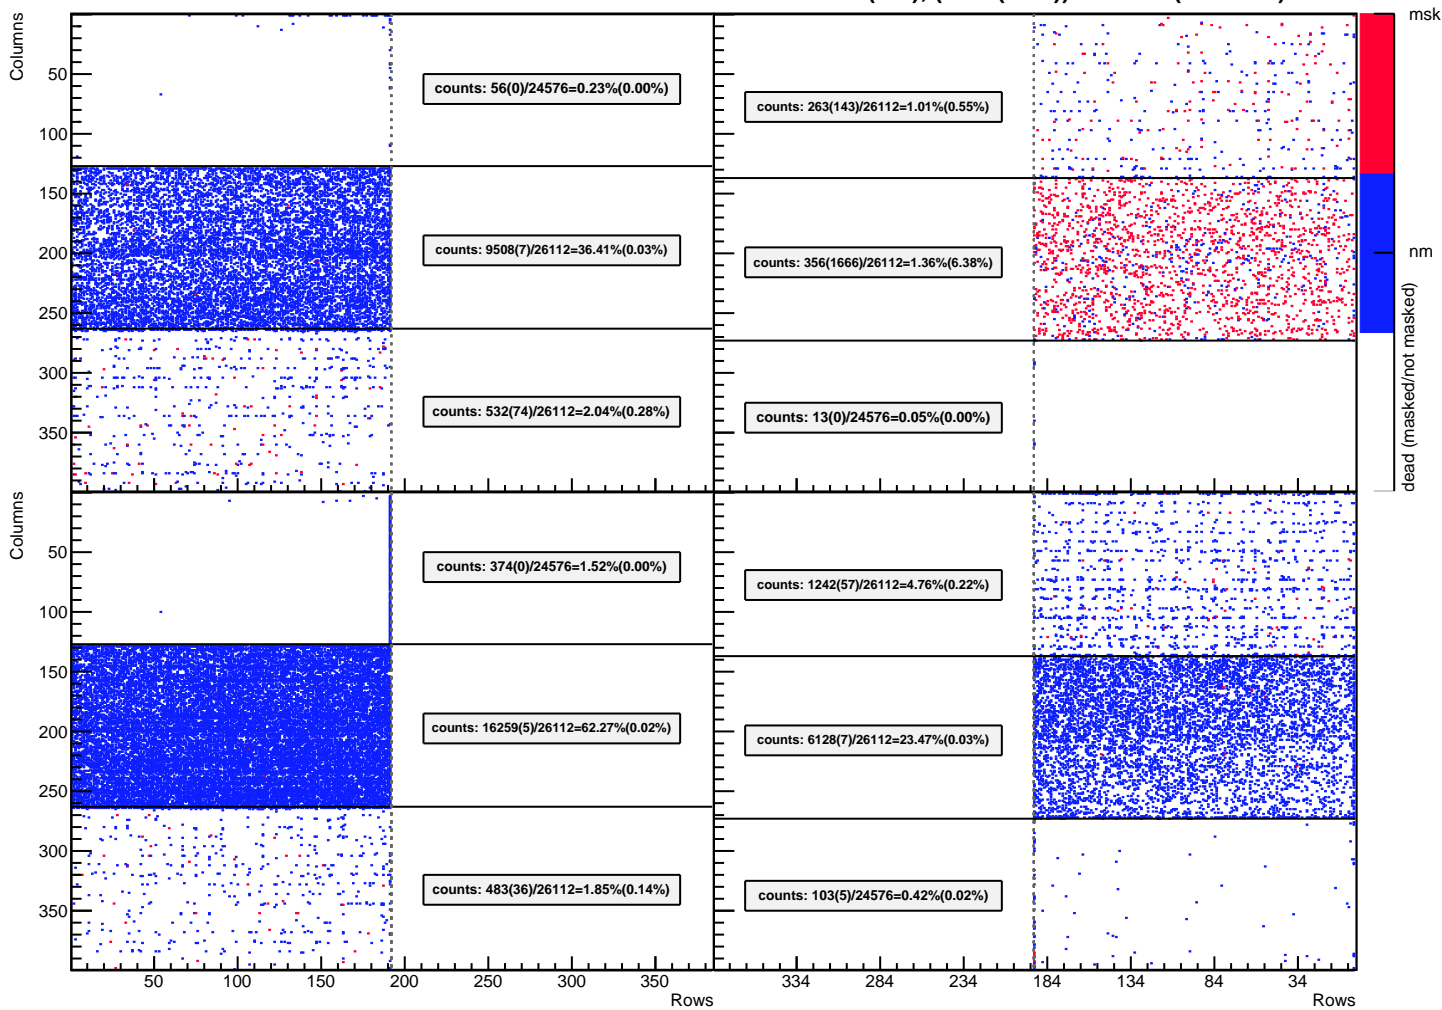 msk
nm
dead (masked/not masked)
Columns
50
100
150
200
250
300
350
counts: 56(0)/24576=0.23%(0.00%)
counts: 263(143)/26112=1.01%(0.55%)
counts: 9508(7)/26112=36.41%(0.03%)
counts: 356(1666)/26112=1.36%(6.38%)
counts: 532(74)/26112=2.04%(0.28%)
counts: 13(0)/24576=0.05%(0.00%)
Columns
50
100
150
200
250
300
350
counts: 374(0)/24576=1.52%(0.00%)
counts: 1242(57)/26112=4.76%(0.22%)
counts: 16259(5)/26112=62.27%(0.02%)
counts: 6128(7)/26112=23.47%(0.03%)
counts: 483(36)/26112=1.85%(0.14%)
counts: 103(5)/24576=0.42%(0.02%)
50 100 150 200 250 300 350
Rows
334 284 234 184 134 84 34
Rows